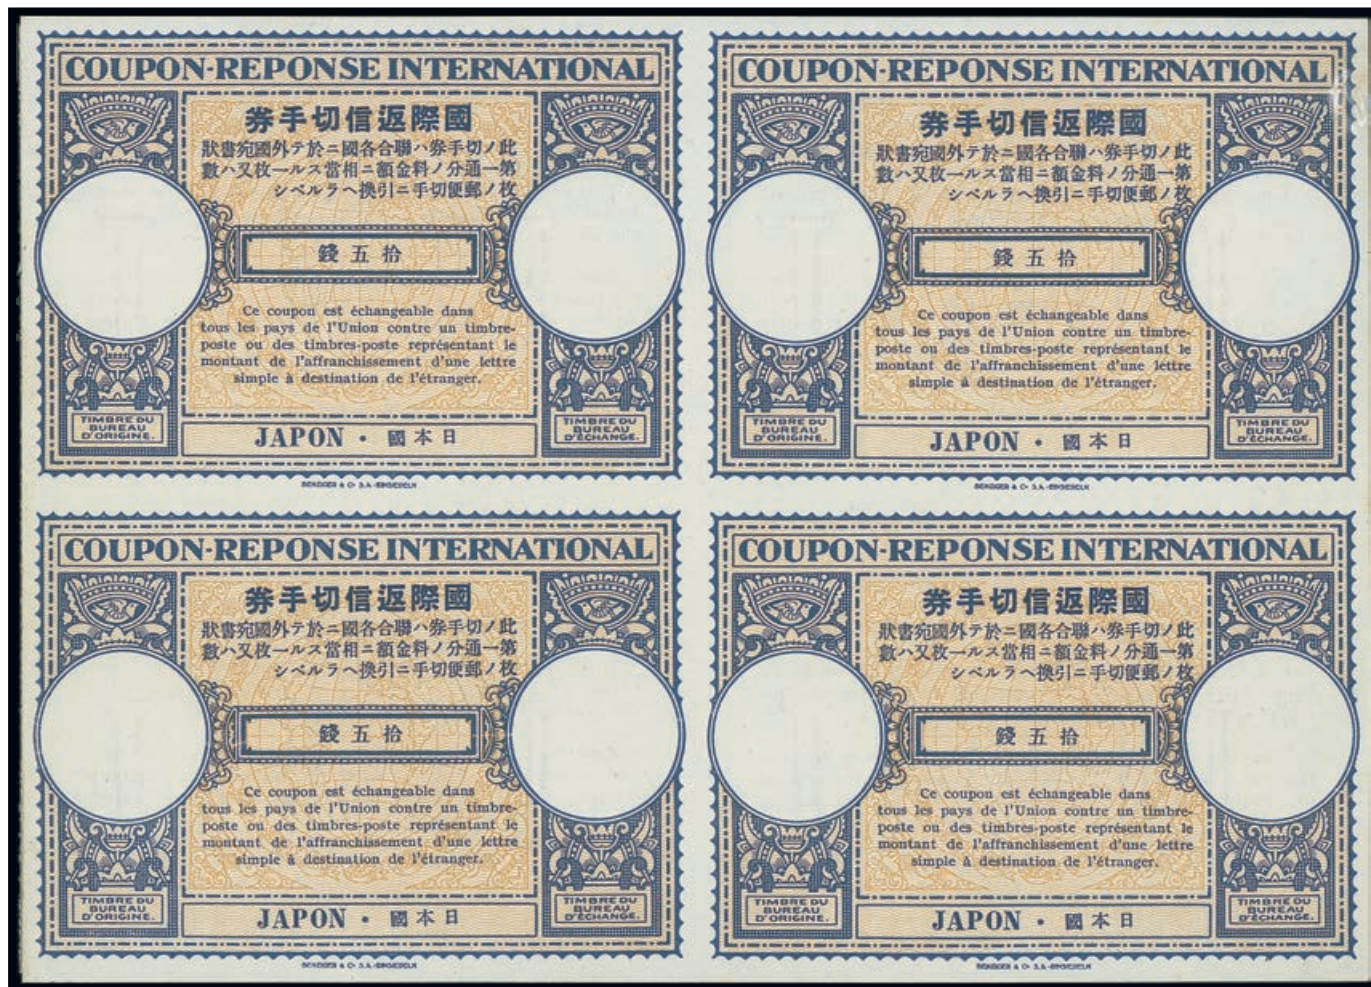 COUPON-REPONSE INTERNATIONAL
國際返信切手券
此ノ切手券ハ聯合各國ニ於テ外國宛書狀
第一通分ノ料金額ニ相當スル一枚又ハ數
枚ノ郵便切手ニ引換ヘラルベシ
拾五錢
Ce coupon est échangeable dans
tous les pays de l'Union contre un timbre-
poste ou des timbres-poste représentant le
montant de l'affranchissement d'une lettre
simple à destination de l'étranger.
TIMBRE DU
BUREAU
D'ORIGINE.
JAPON • 日本國
TIMBRE DU
BUREAU
D'ÉCHANGE.
BENZIGER & Co S.A.-EINSIEDELN
COUPON-REPONSE INTERNATIONAL
國際返信切手券
此ノ切手券ハ聯合各國ニ於テ外國宛書狀
第一通分ノ料金額ニ相當スル一枚又ハ數
枚ノ郵便切手ニ引換ヘラルベシ
拾五錢
Ce coupon est échangeable dans
tous les pays de l'Union contre un timbre-
poste ou des timbres-poste représentant le
montant de l'affranchissement d'une lettre
simple à destination de l'étranger.
TIMBRE DU
BUREAU
D'ORIGINE.
JAPON • 日本國
TIMBRE DU
BUREAU
D'ÉCHANGE.
BENZIGER & Co S.A.-EINSIEDELN
COUPON-REPONSE INTERNATIONAL
國際返信切手券
此ノ切手券ハ聯合各國ニ於テ外國宛書狀
第一通分ノ料金額ニ相當スル一枚又ハ數
枚ノ郵便切手ニ引換ヘラルベシ
拾五錢
Ce coupon est échangeable dans
tous les pays de l'Union contre un timbre-
poste ou des timbres-poste représentant le
montant de l'affranchissement d'une lettre
simple à destination de l'étranger.
TIMBRE DU
BUREAU
D'ORIGINE.
JAPON • 日本國
TIMBRE DU
BUREAU
D'ÉCHANGE.
BENZIGER & Co S.A.-EINSIEDELN
COUPON-REPONSE INTERNATIONAL
國際返信切手券
此ノ切手券ハ聯合各國ニ於テ外國宛書狀
第一通分ノ料金額ニ相當スル一枚又ハ數
枚ノ郵便切手ニ引換ヘラルベシ
拾五錢
Ce coupon est échangeable dans
tous les pays de l'Union contre un timbre-
poste ou des timbres-poste représentant le
montant de l'affranchissement d'une lettre
simple à destination de l'étranger.
TIMBRE DU
BUREAU
D'ORIGINE.
JAPON • 日本國
TIMBRE DU
BUREAU
D'ÉCHANGE.
BENZIGER & Co S.A.-EINSIEDELN